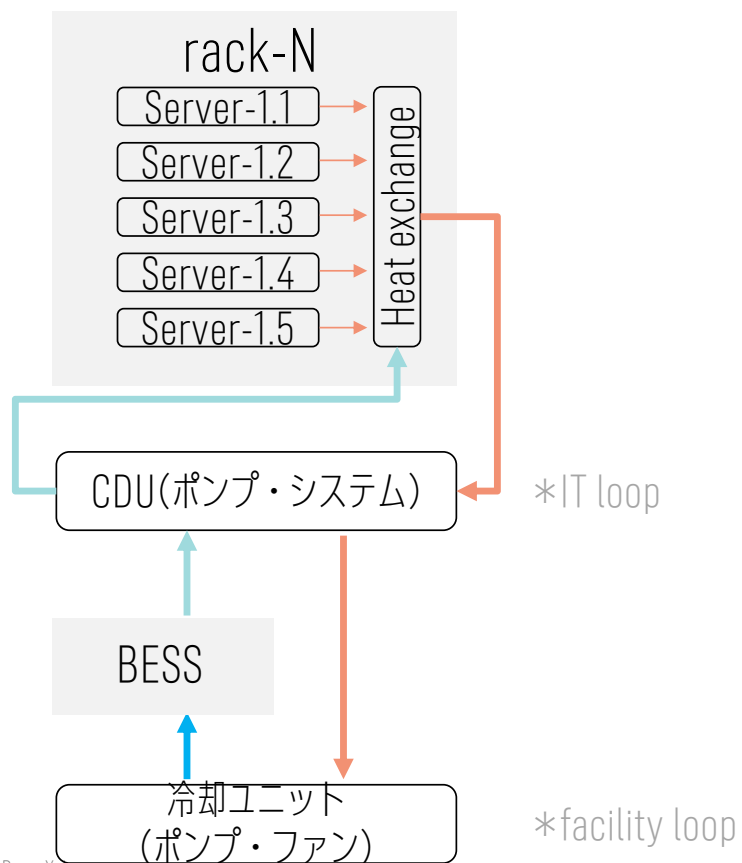 rack-N
Server-1.1
Server-1.2
Server-1.3
Server-1.4
Server-1.5
Heat exchange
CDU(ポンプ・システム)
*IT loop
BESS
冷却ユニット
(ポンプ・ファン)
*facility loop